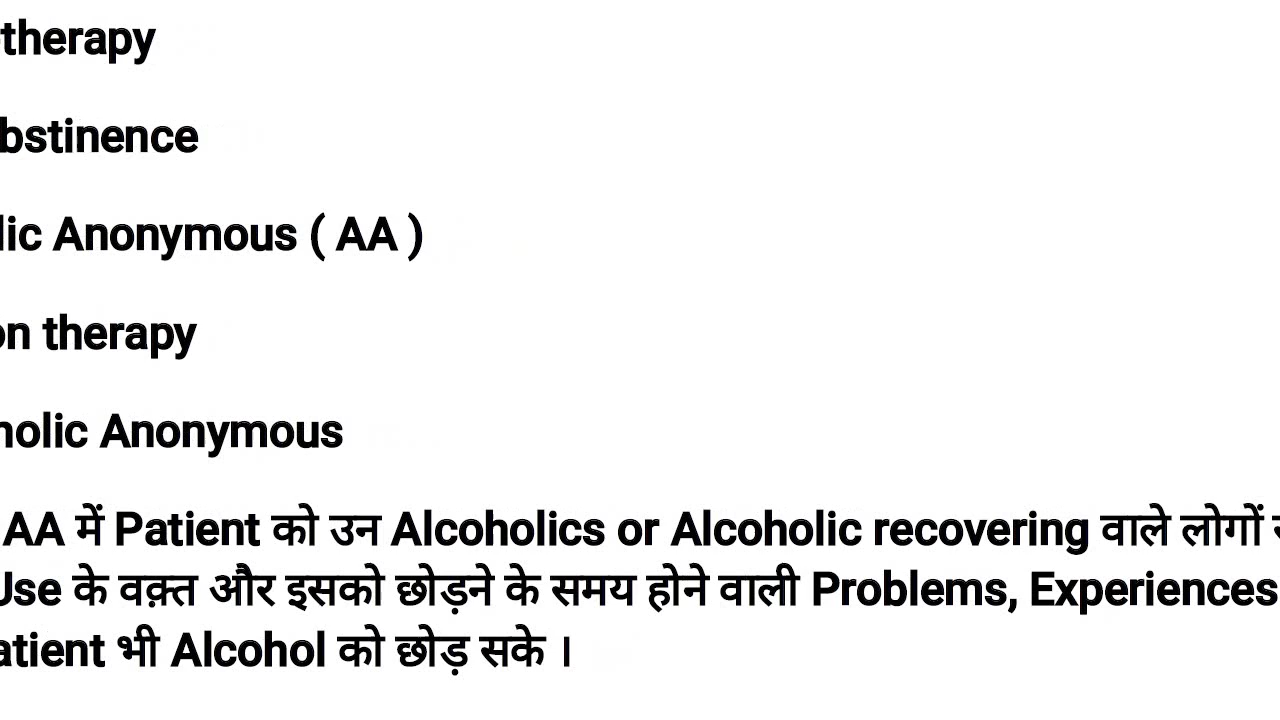 therapy
bstinence
lic Anonymous ( AA )
on therapy
holic Anonymous
AA में Patient को उन Alcoholics or Alcoholic recovering वाले लोगों
Use के वक़्त और इसको छोड़ने के समय होने वाली Problems, Experiences
atient भी Alcohol को छोड़ सके ।